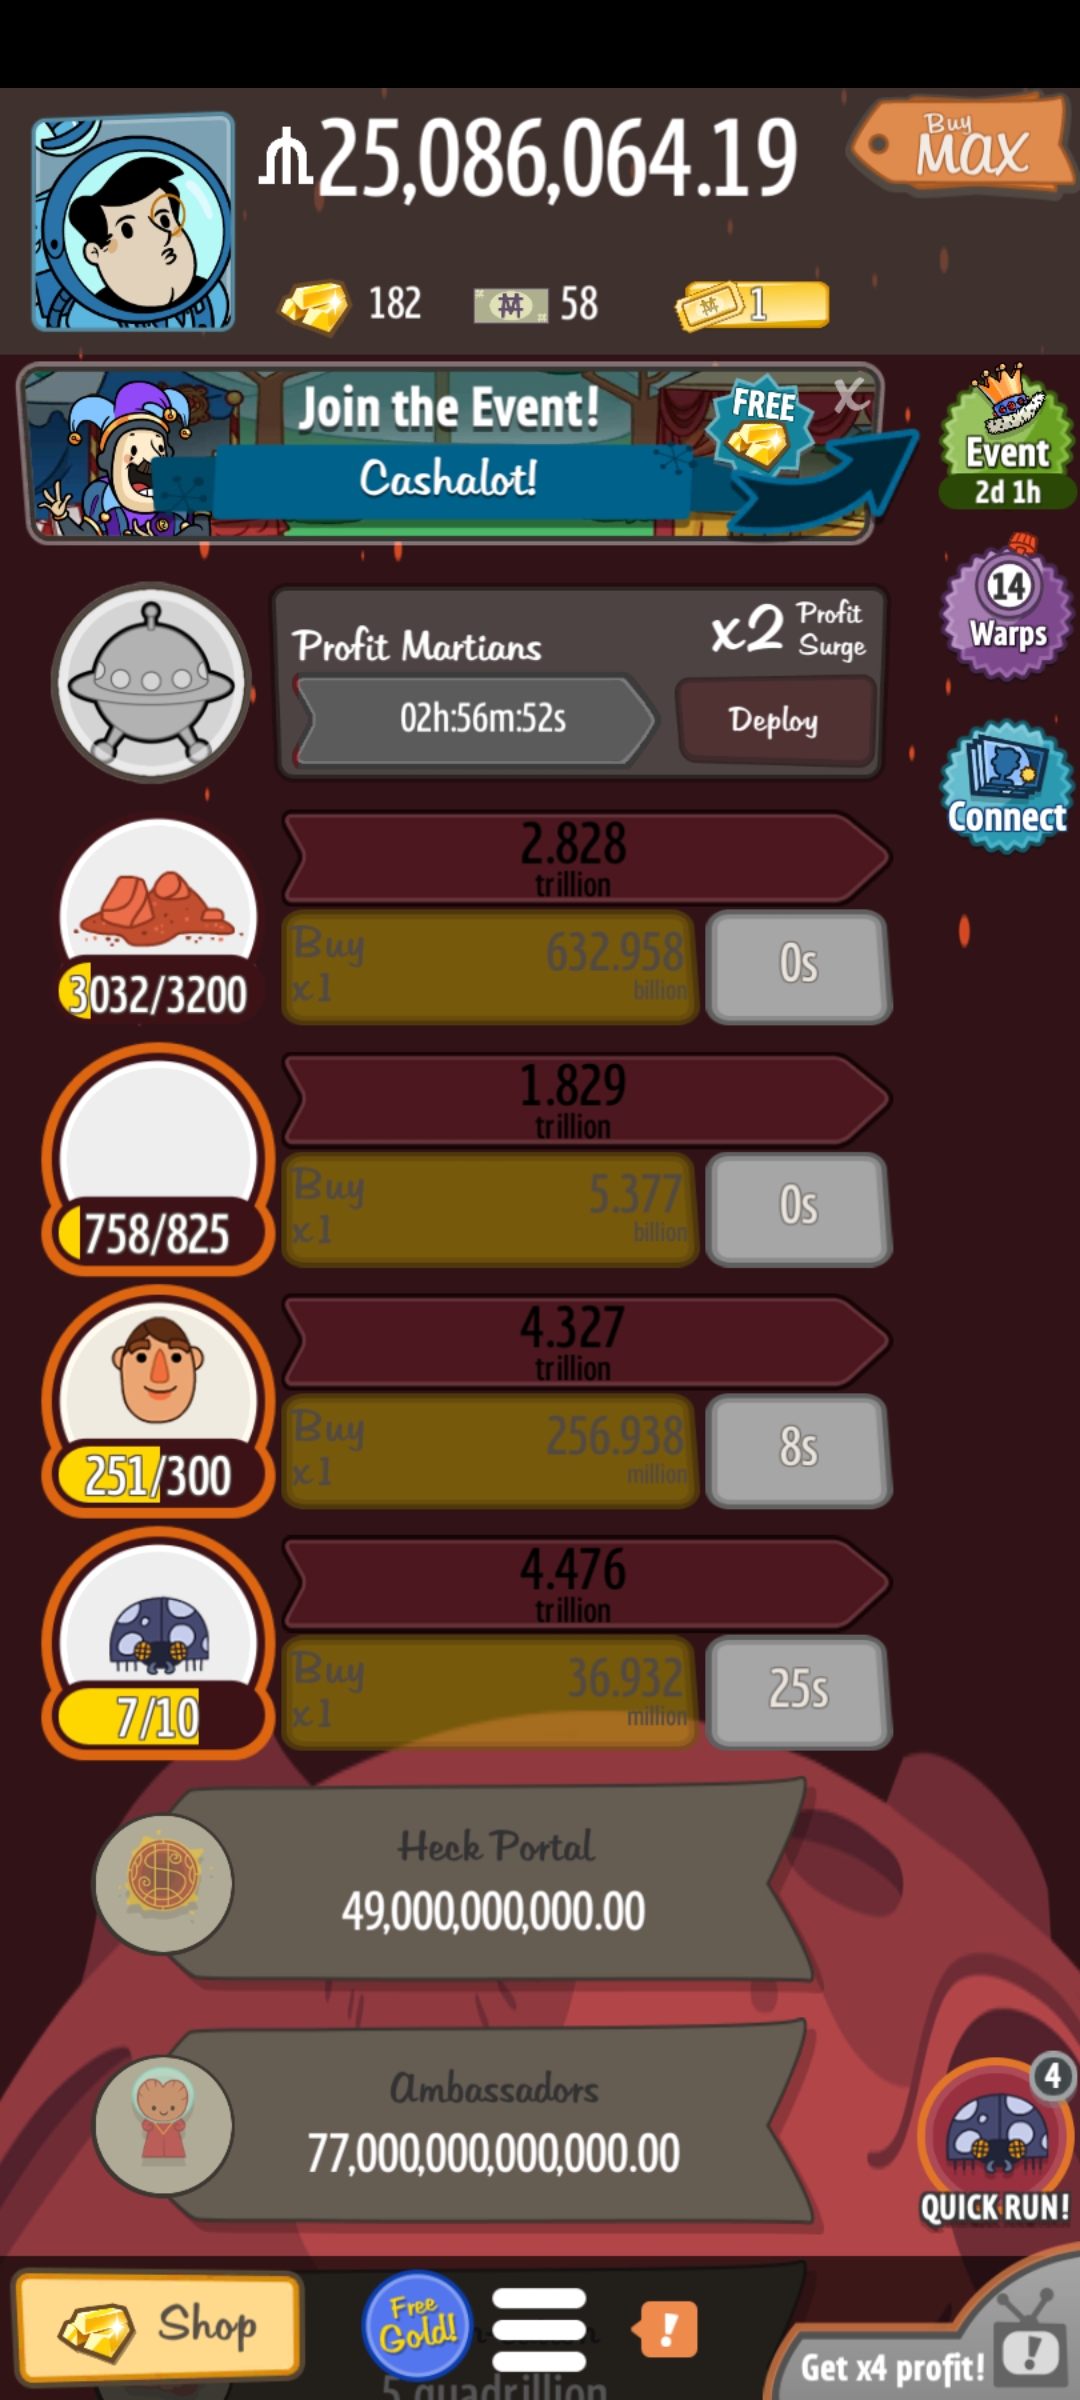 25,086,064.19
Buy
MAX
182
58
1
Join the Event!
Cashalot!
FREE
X
Event
2d 1h
14
Warps
Connect
Profit Martians
x2 Profit Surge
02h:56m:52s
Deploy
2.828
trillion
3032/3200
Buy
x1
632.958
billion
0s
1.829
trillion
758/825
Buy
x1
5.377
billion
0s
4.327
trillion
251/300
Buy
x1
256.938
million
8s
4.476
trillion
7/10
Buy
x1
36.932
million
25s
Heck Portal
49,000,000,000.00
Ambassadors
77,000,000,000,000.00
4
QUICK RUN!
Shop
Free
Gold!
!
5 quadrillion
Get x4 profit!
!